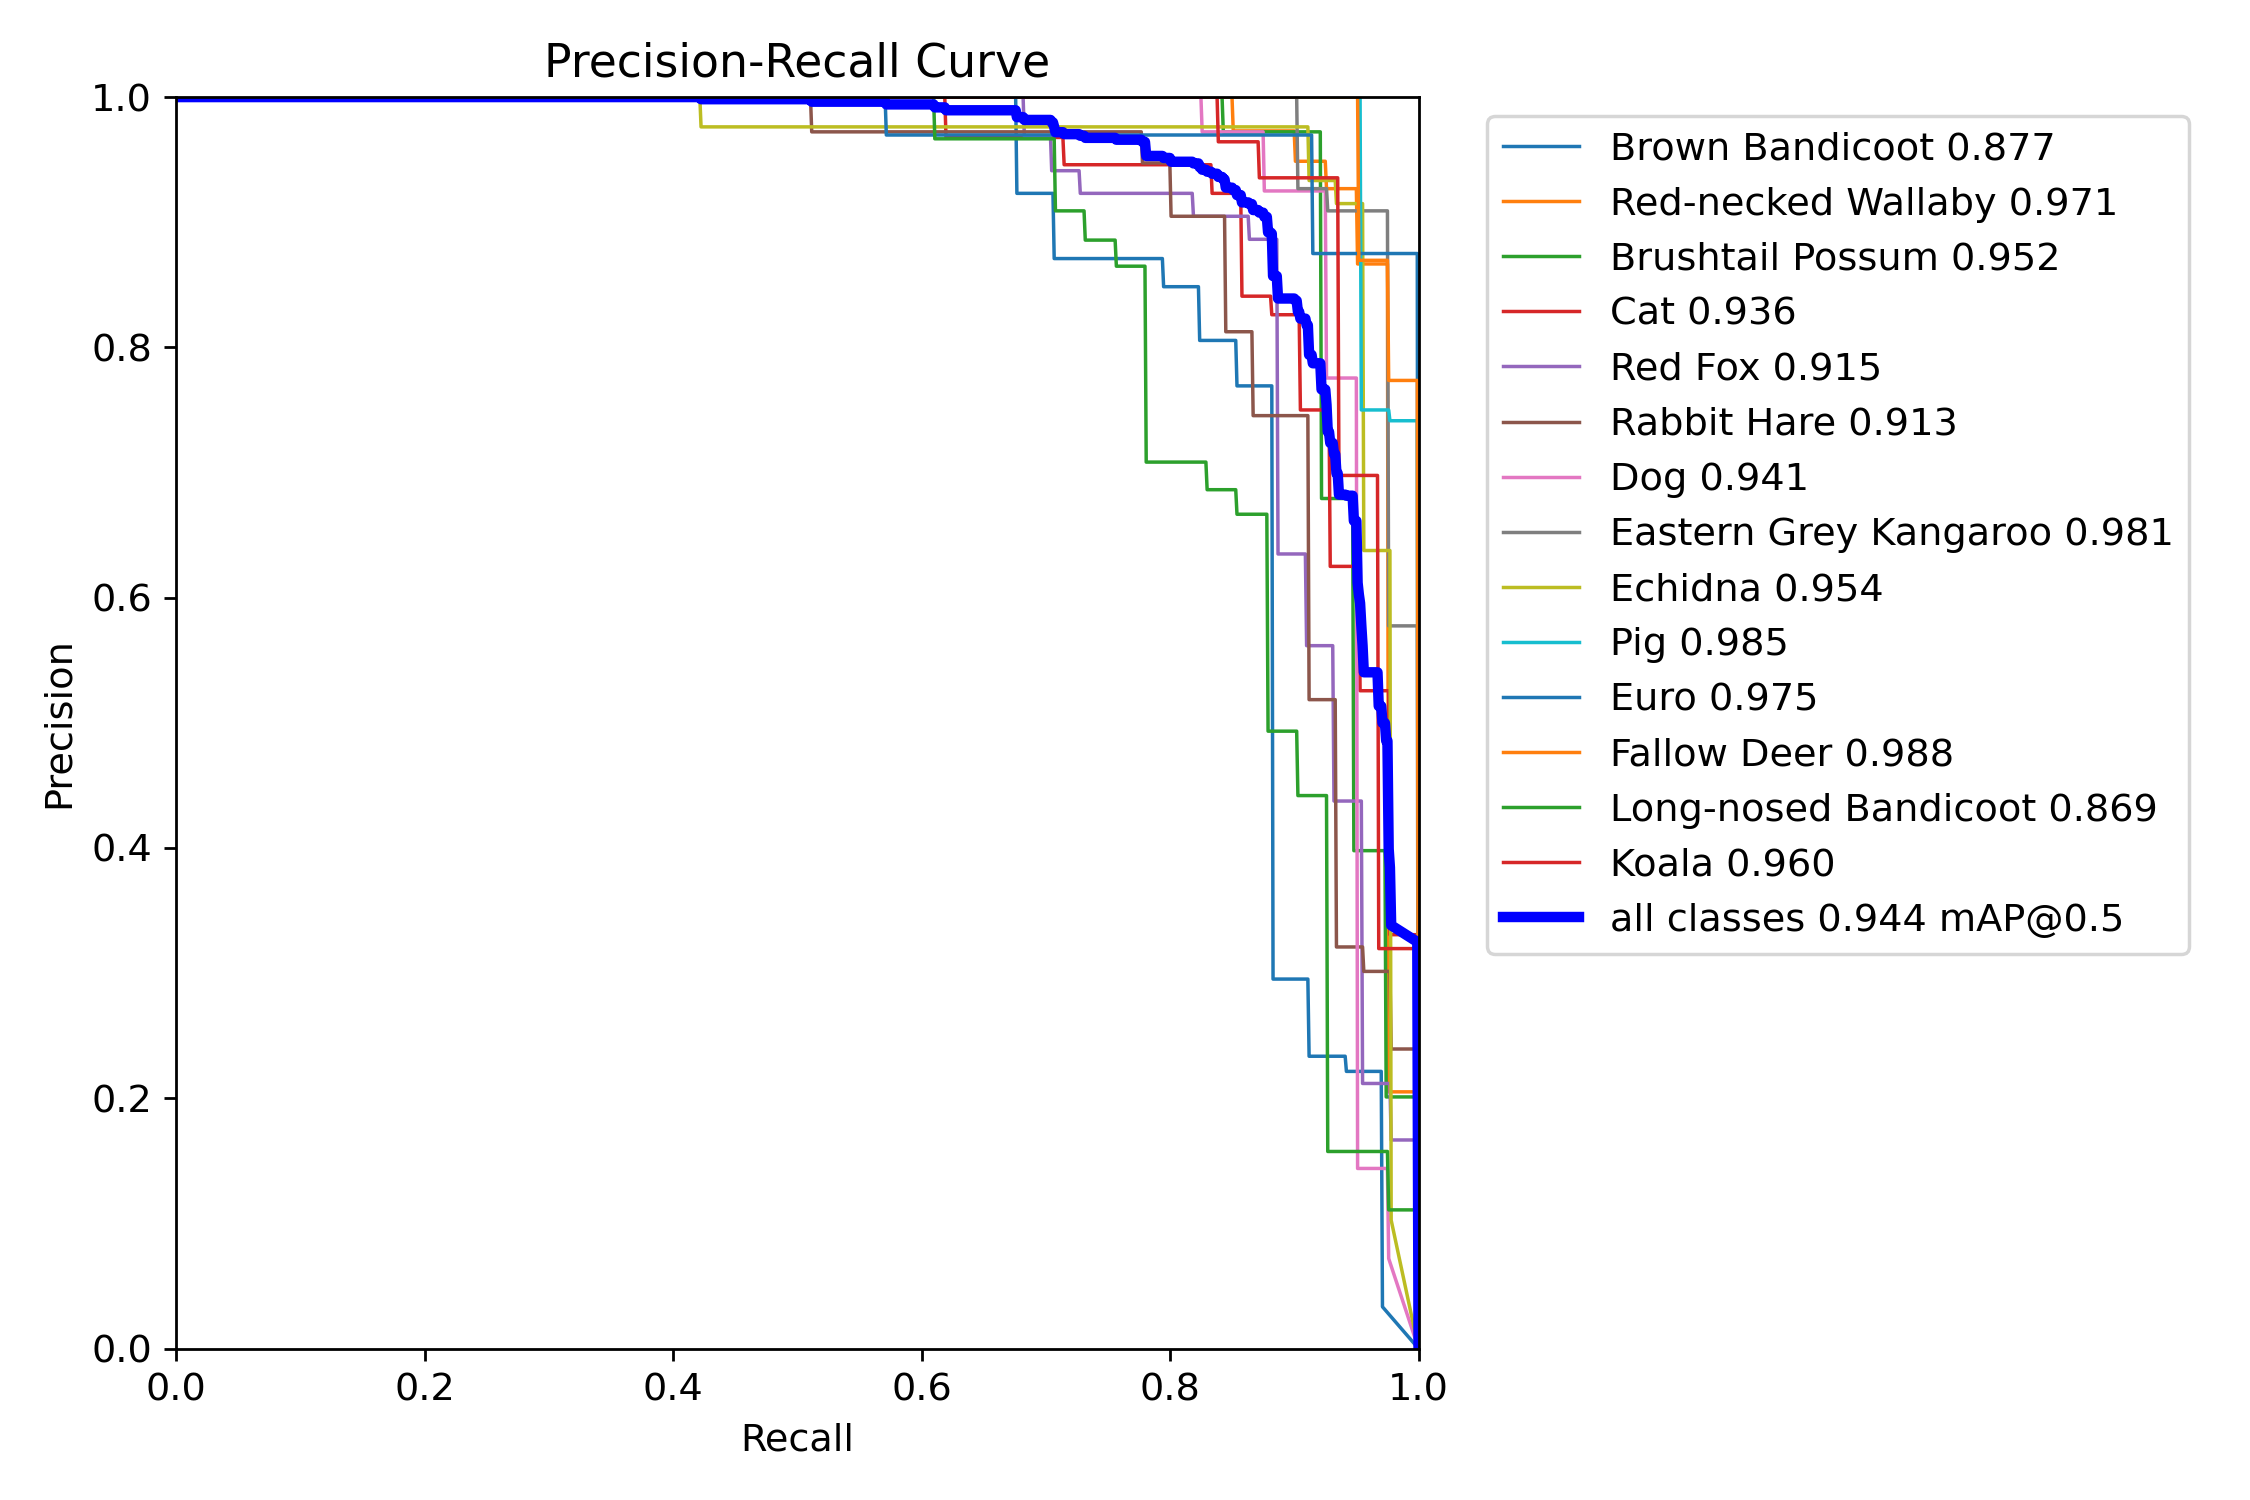 Precision-Recall Curve
1.0
0.8
0.6
0.4
0.2
0.0
Precision
0.0 0.2 0.4 0.6 0.8 1.0
Recall
Brown Bandicoot 0.877
Red-necked Wallaby 0.971
Brushtail Possum 0.952
Cat 0.936
Red Fox 0.915
Rabbit Hare 0.913
Dog 0.941
Eastern Grey Kangaroo 0.981
Echidna 0.954
Pig 0.985
Euro 0.975
Fallow Deer 0.988
Long-nosed Bandicoot 0.869
Koala 0.960
all classes 0.944 mAP@0.5